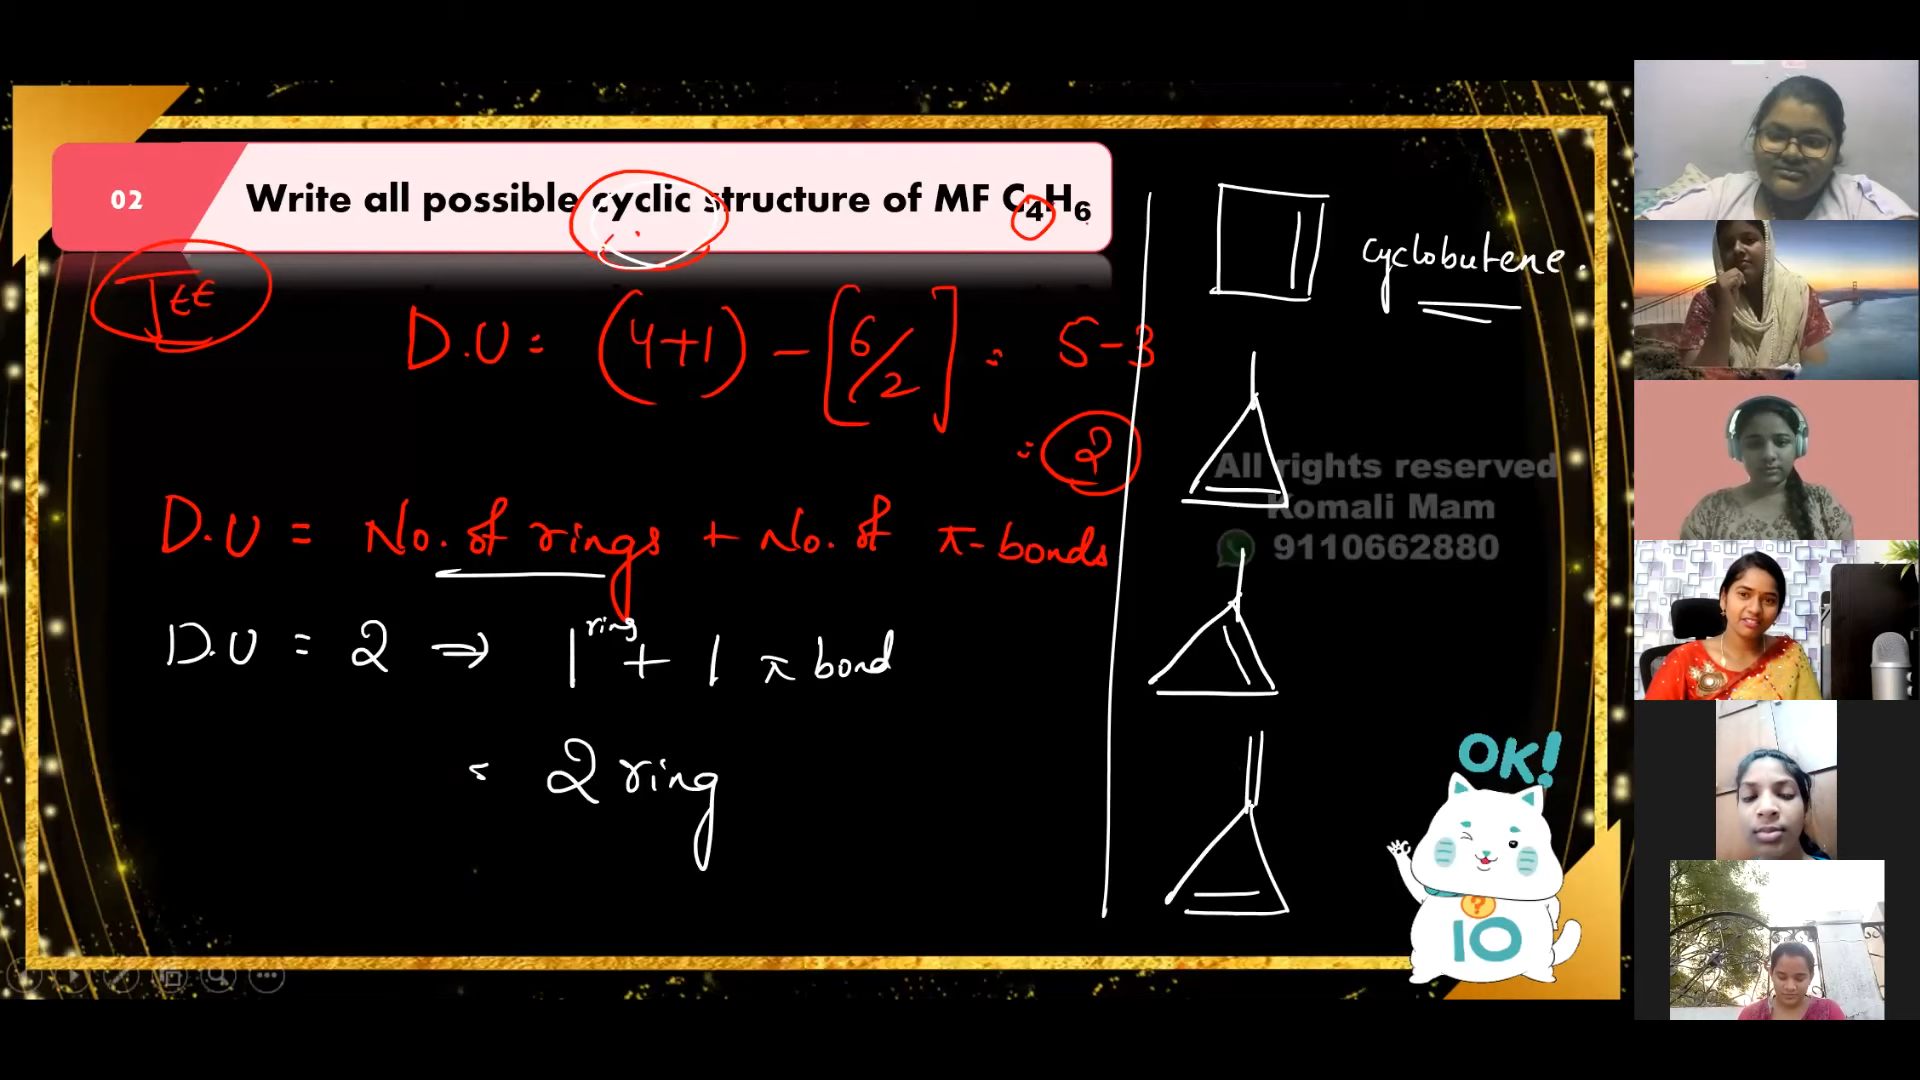 02
Write all possible cyclic structure of MF C₄H₆
JEE
D.U = (4+1) - [6/2] = 5-3
= 2
D.U = No. of rings + No. of π-bonds
D.U = 2 ⇒ 1 ring + 1 π bond
= 2 ring
cyclobutene.
All rights reserved
Komali Mam
9110662880
OK!
?
10